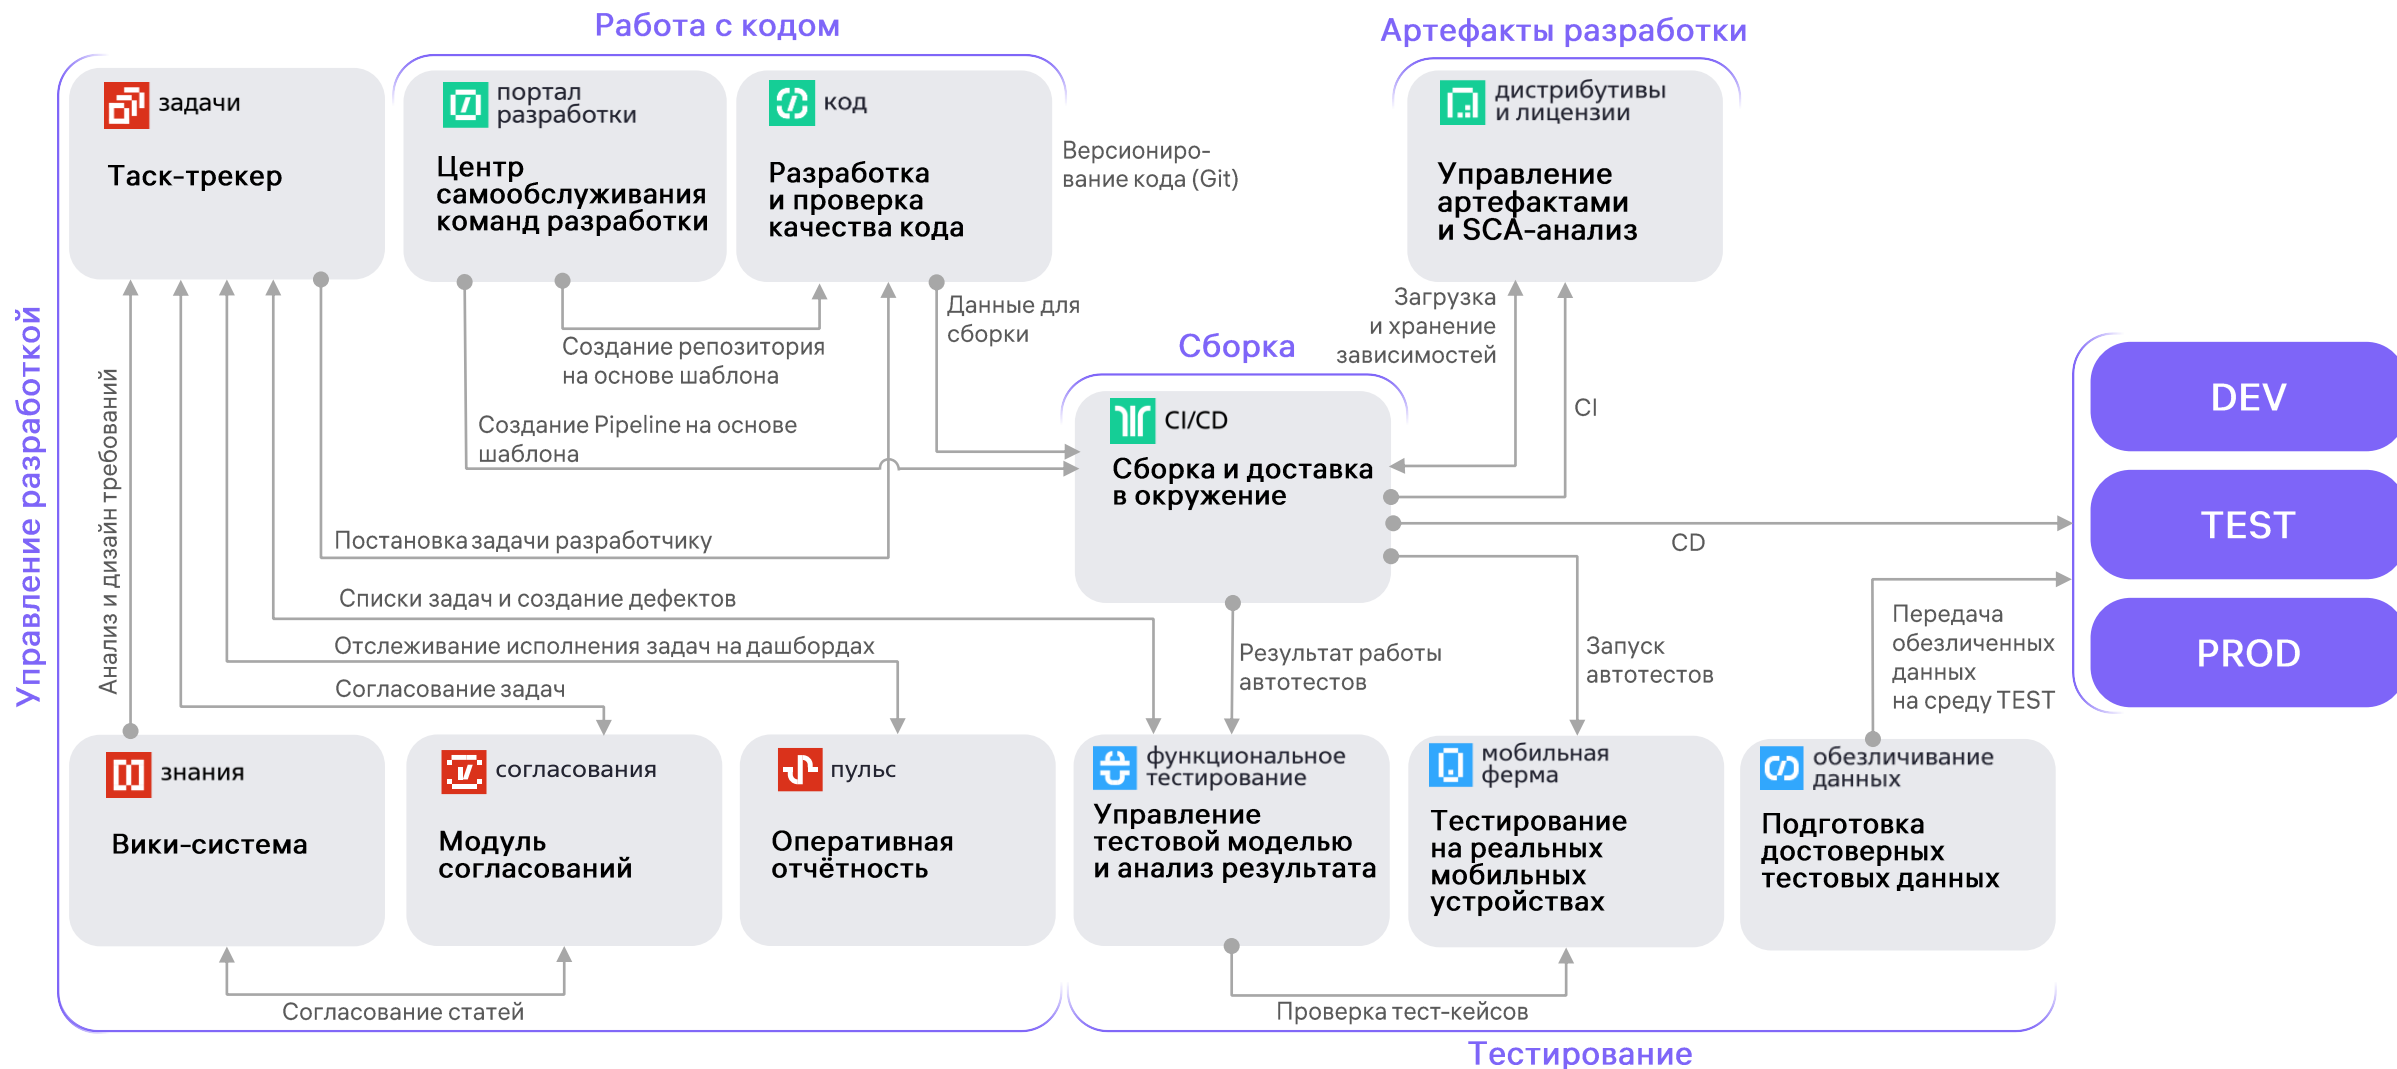 Работа с кодом
Артефакты разработки
Управление разработкой
задачи
Таск-трекер
портал
разработки
Центр
самообслуживания
команд разработки
код
Разработка
и проверка
качества кода
Версиониро-
вание кода (Git)
дистрибутивы
и лицензии
Управление
артефактами
и SCA-анализ
Данные для
сборки
Создание репозитория
на основе шаблона
Создание Pipeline на основе
шаблона
Загрузка
и хранение
зависимостей
CI
Сборка
CI/CD
Сборка и доставка
в окружение
DEV
TEST
PROD
CD
Анализ и дизайн требований
Постановка задачи разработчику
Списки задач и создание дефектов
Отслеживание исполнения задач на дашбордах
Согласование задач
Результат работы
автотестов
Запуск
автотестов
Передача
обезличенных
данных
на среду TEST
знания
Вики-система
согласования
Модуль
согласований
пульс
Оперативная
отчётность
функциональное
тестирование
Управление
тестовой моделью
и анализ результата
мобильная
ферма
Тестирование
на реальных
мобильных
устройствах
обезличивание
данных
Подготовка
достоверных
тестовых данных
Согласование статей
Проверка тест-кейсов
Тестирование